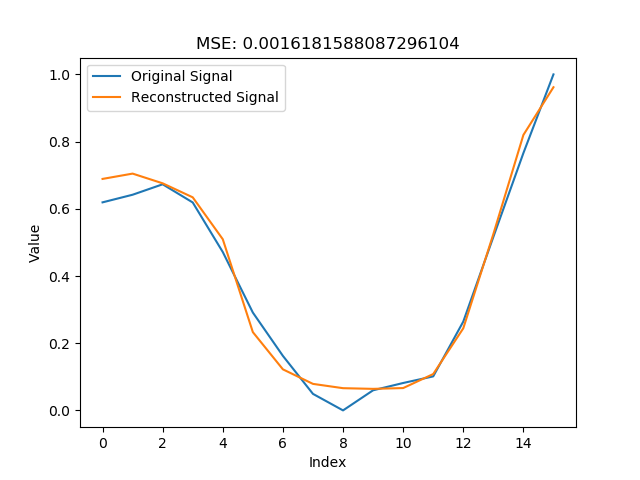 MSE: 0.0016181588087296104
Original Signal
Reconstructed Signal
1.0
0.8
0.6
0.4
0.2
0.0
Value
0 2 4 6 8 10 12 14
Index